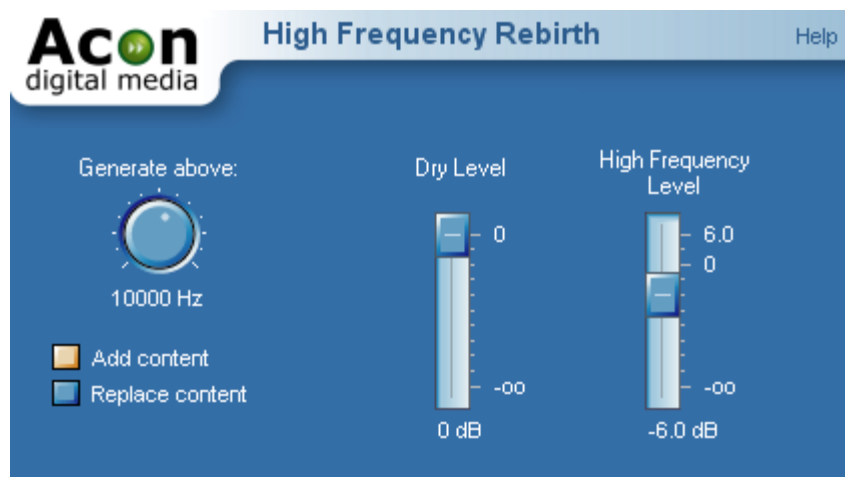 Acon
digital media
High Frequency Rebirth
Help
Generate above:
10000 Hz
Add content
Replace content
Dry Level
0
-oo
0 dB
High Frequency
Level
6.0
0
-oo
-6.0 dB